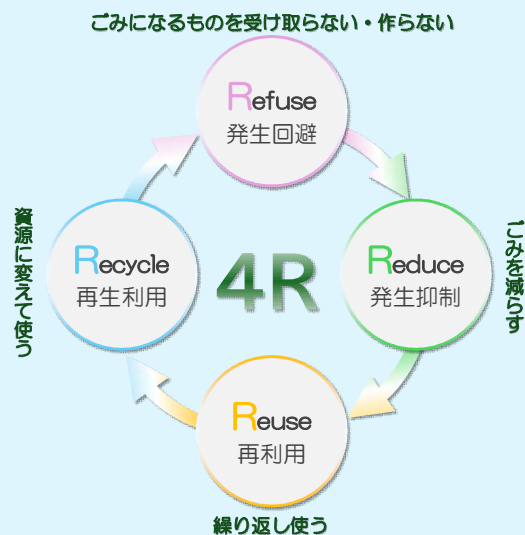 ごみになるものを受け取らない・作らない
Refuse
発生回避
Recycle
再生利用
資源に変えて使う
4R
Reduce
発生抑制
ごみを減らす
Reuse
再利用
繰り返し使う